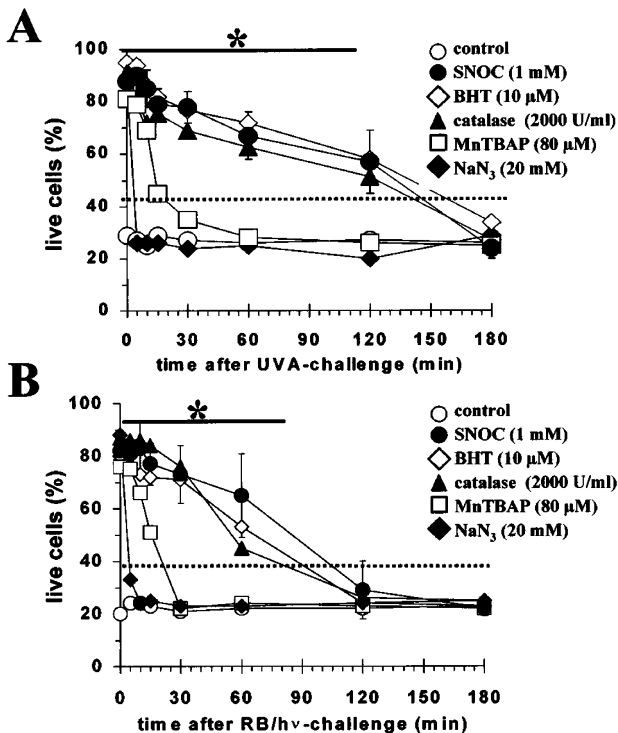 A
*
100
80
60
40
20
0
live cells (%)
control
SNOC (1 mM)
BHT (10 µM)
catalase (2000 U/ml)
MnTBAP (80 µM)
NaN3 (20 mM)
0 30 60 90 120 150 180
time after UVA-challenge (min)
B
*
100
80
60
40
20
0
live cells (%)
control
SNOC (1 mM)
BHT (10 µM)
catalase (2000 U/ml)
MnTBAP (80 µM)
NaN3 (20 mM)
0 30 60 90 120 150 180
time after RB/hν-challenge (min)